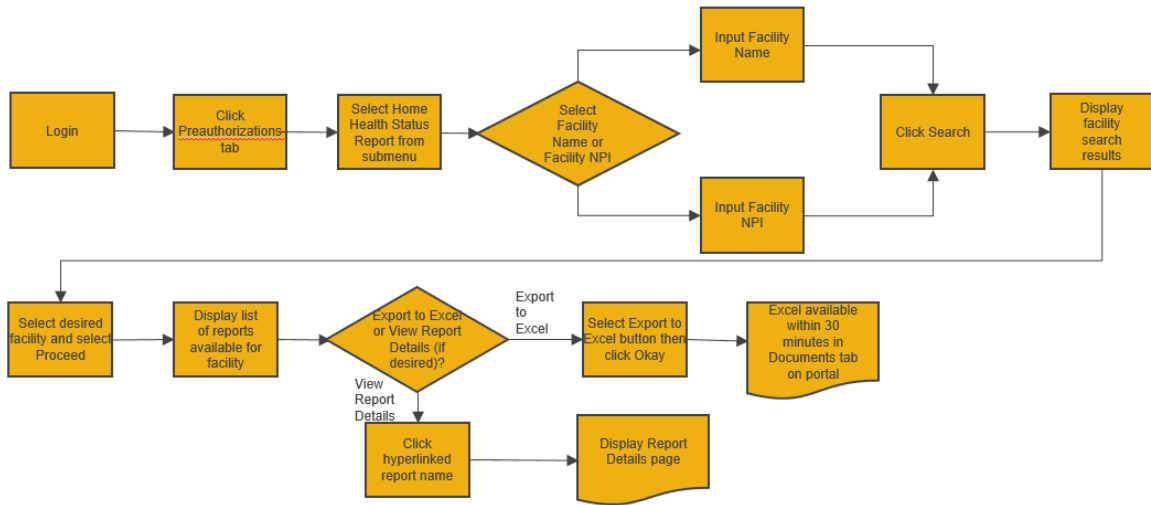 Login
Click
Preauthorizations
tab
Select Home
Health Status
Report from
submenu
Select
Facility
Name or
Facility NPI
Input Facility
Name
Input Facility
NPI
Click Search
Display
facility
search
results
Select desired
facility and select
Proceed
Display list
of reports
available for
facility
Export to Excel
or View Report
Details (if
desired)?
Export
to
Excel
Select Export to
Excel button then
click Okay
Excel available
within 30
minutes in
Documents tab
on portal
View
Report
Details
Click
hyperlinked
report name
Display Report
Details page